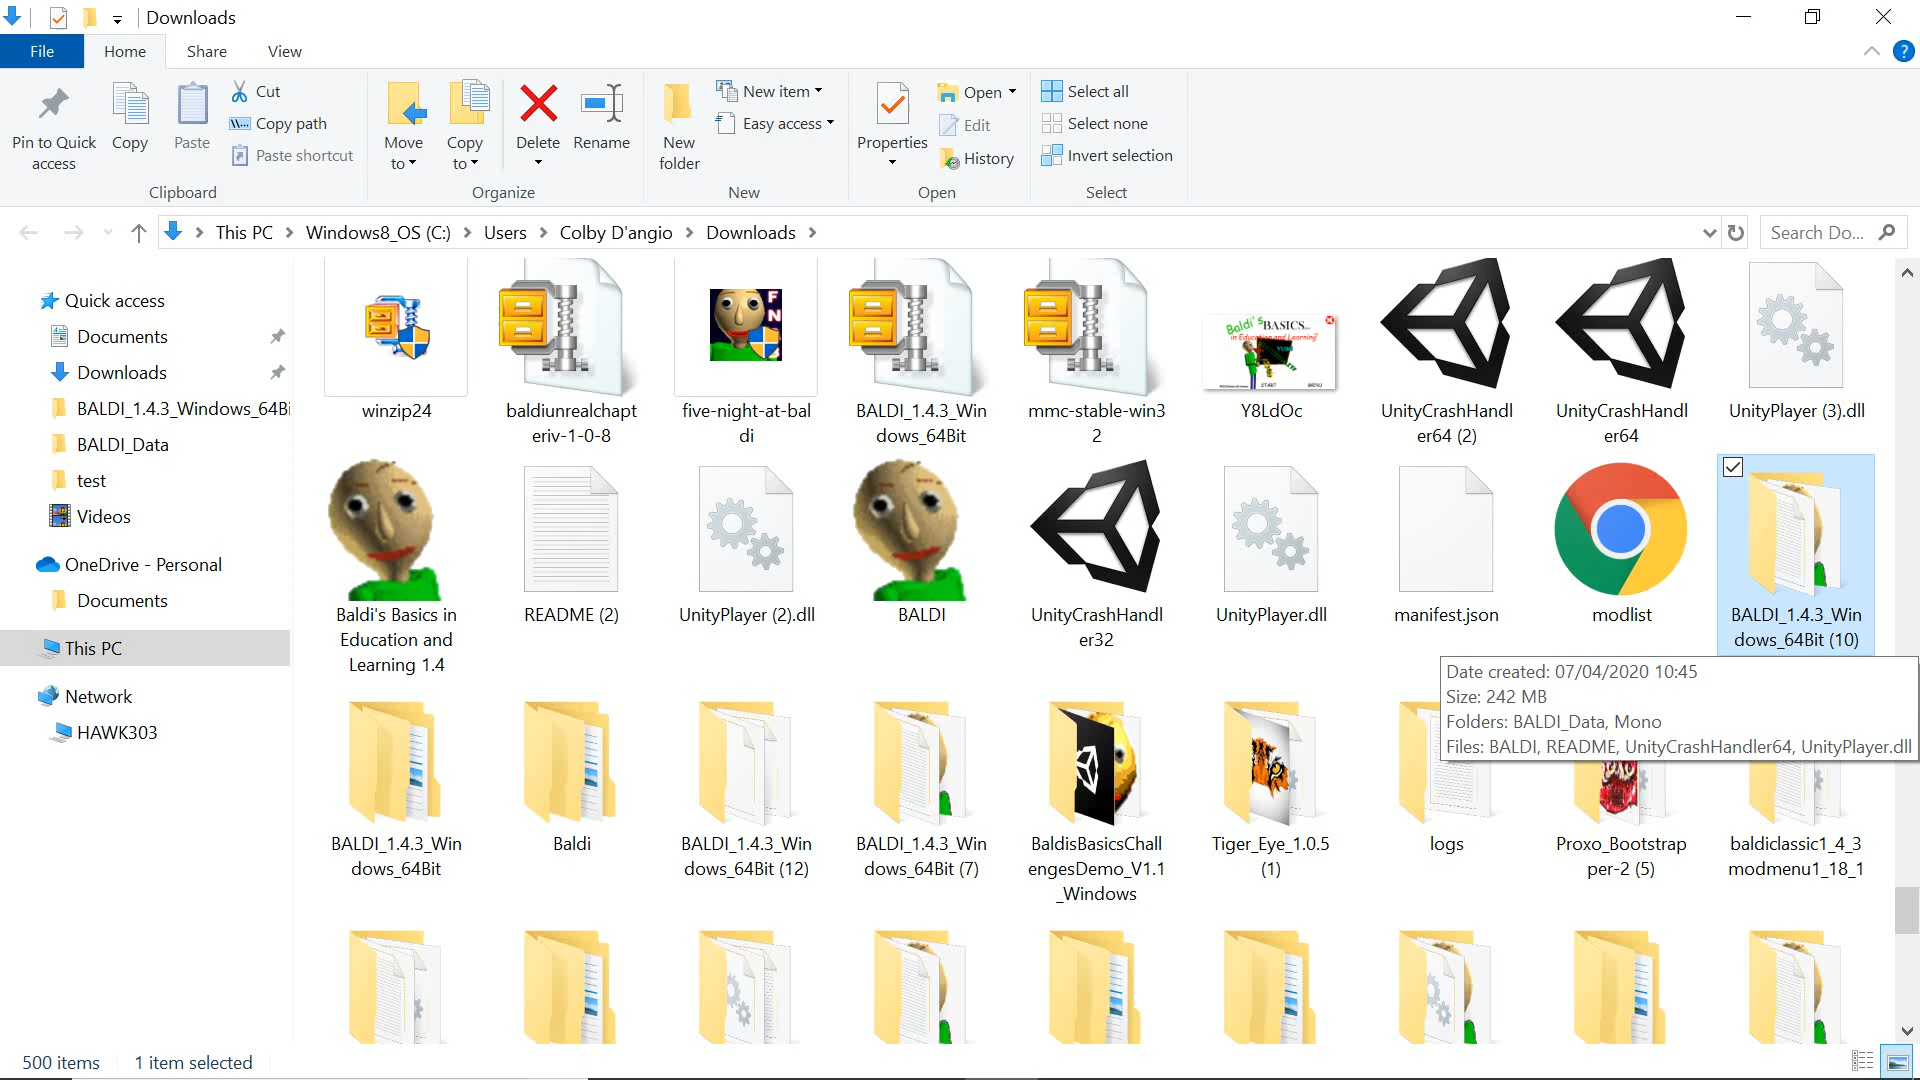 Downloads
File
Home
Share
View
Pin to Quick
access
Copy
Paste
Cut
Copy path
Paste shortcut
Clipboard
Move
to
Copy
to
Delete
Rename
Organize
New
folder
New item
Easy access
New
Properties
Open
Edit
History
Open
Select all
Select none
Invert selection
Select
This PC
Windows8_OS (C:)
Users
Colby D'angio
Downloads
Search Do...
Quick access
Documents
Downloads
BALDI_1.4.3_Windows_64Bi
BALDI_Data
test
Videos
OneDrive - Personal
Documents
This PC
Network
HAWK303
winzip24
baldiunrealchapt
eriv-1-0-8
five-night-at-bal
di
BALDI_1.4.3_Win
dows_64Bit
mmc-stable-win3
2
Baldi's BASICS...
in Education and Learning!
START
MENU
Y8LdOc
UnityCrashHandl
er64 (2)
UnityCrashHandl
er64
UnityPlayer (3).dll
Baldi's Basics in
Education and
Learning 1.4
README (2)
UnityPlayer (2).dll
BALDI
UnityCrashHandl
er32
UnityPlayer.dll
manifest.json
modlist
BALDI_1.4.3_Win
dows_64Bit (10)
Date created: 07/04/2020 10:45
Size: 242 MB
Folders: BALDI_Data, Mono
Files: BALDI, README, UnityCrashHandler64, UnityPlayer.dll
BALDI_1.4.3_Win
dows_64Bit
Baldi
BALDI_1.4.3_Win
dows_64Bit (12)
BALDI_1.4.3_Win
dows_64Bit (7)
BaldisBasicsChall
engesDemo_V1.1
_Windows
Tiger_Eye_1.0.5
(1)
logs
Proxo_Bootstrap
per-2 (5)
baldiclassic1_4_3
modmenu1_18_1
500 items
1 item selected